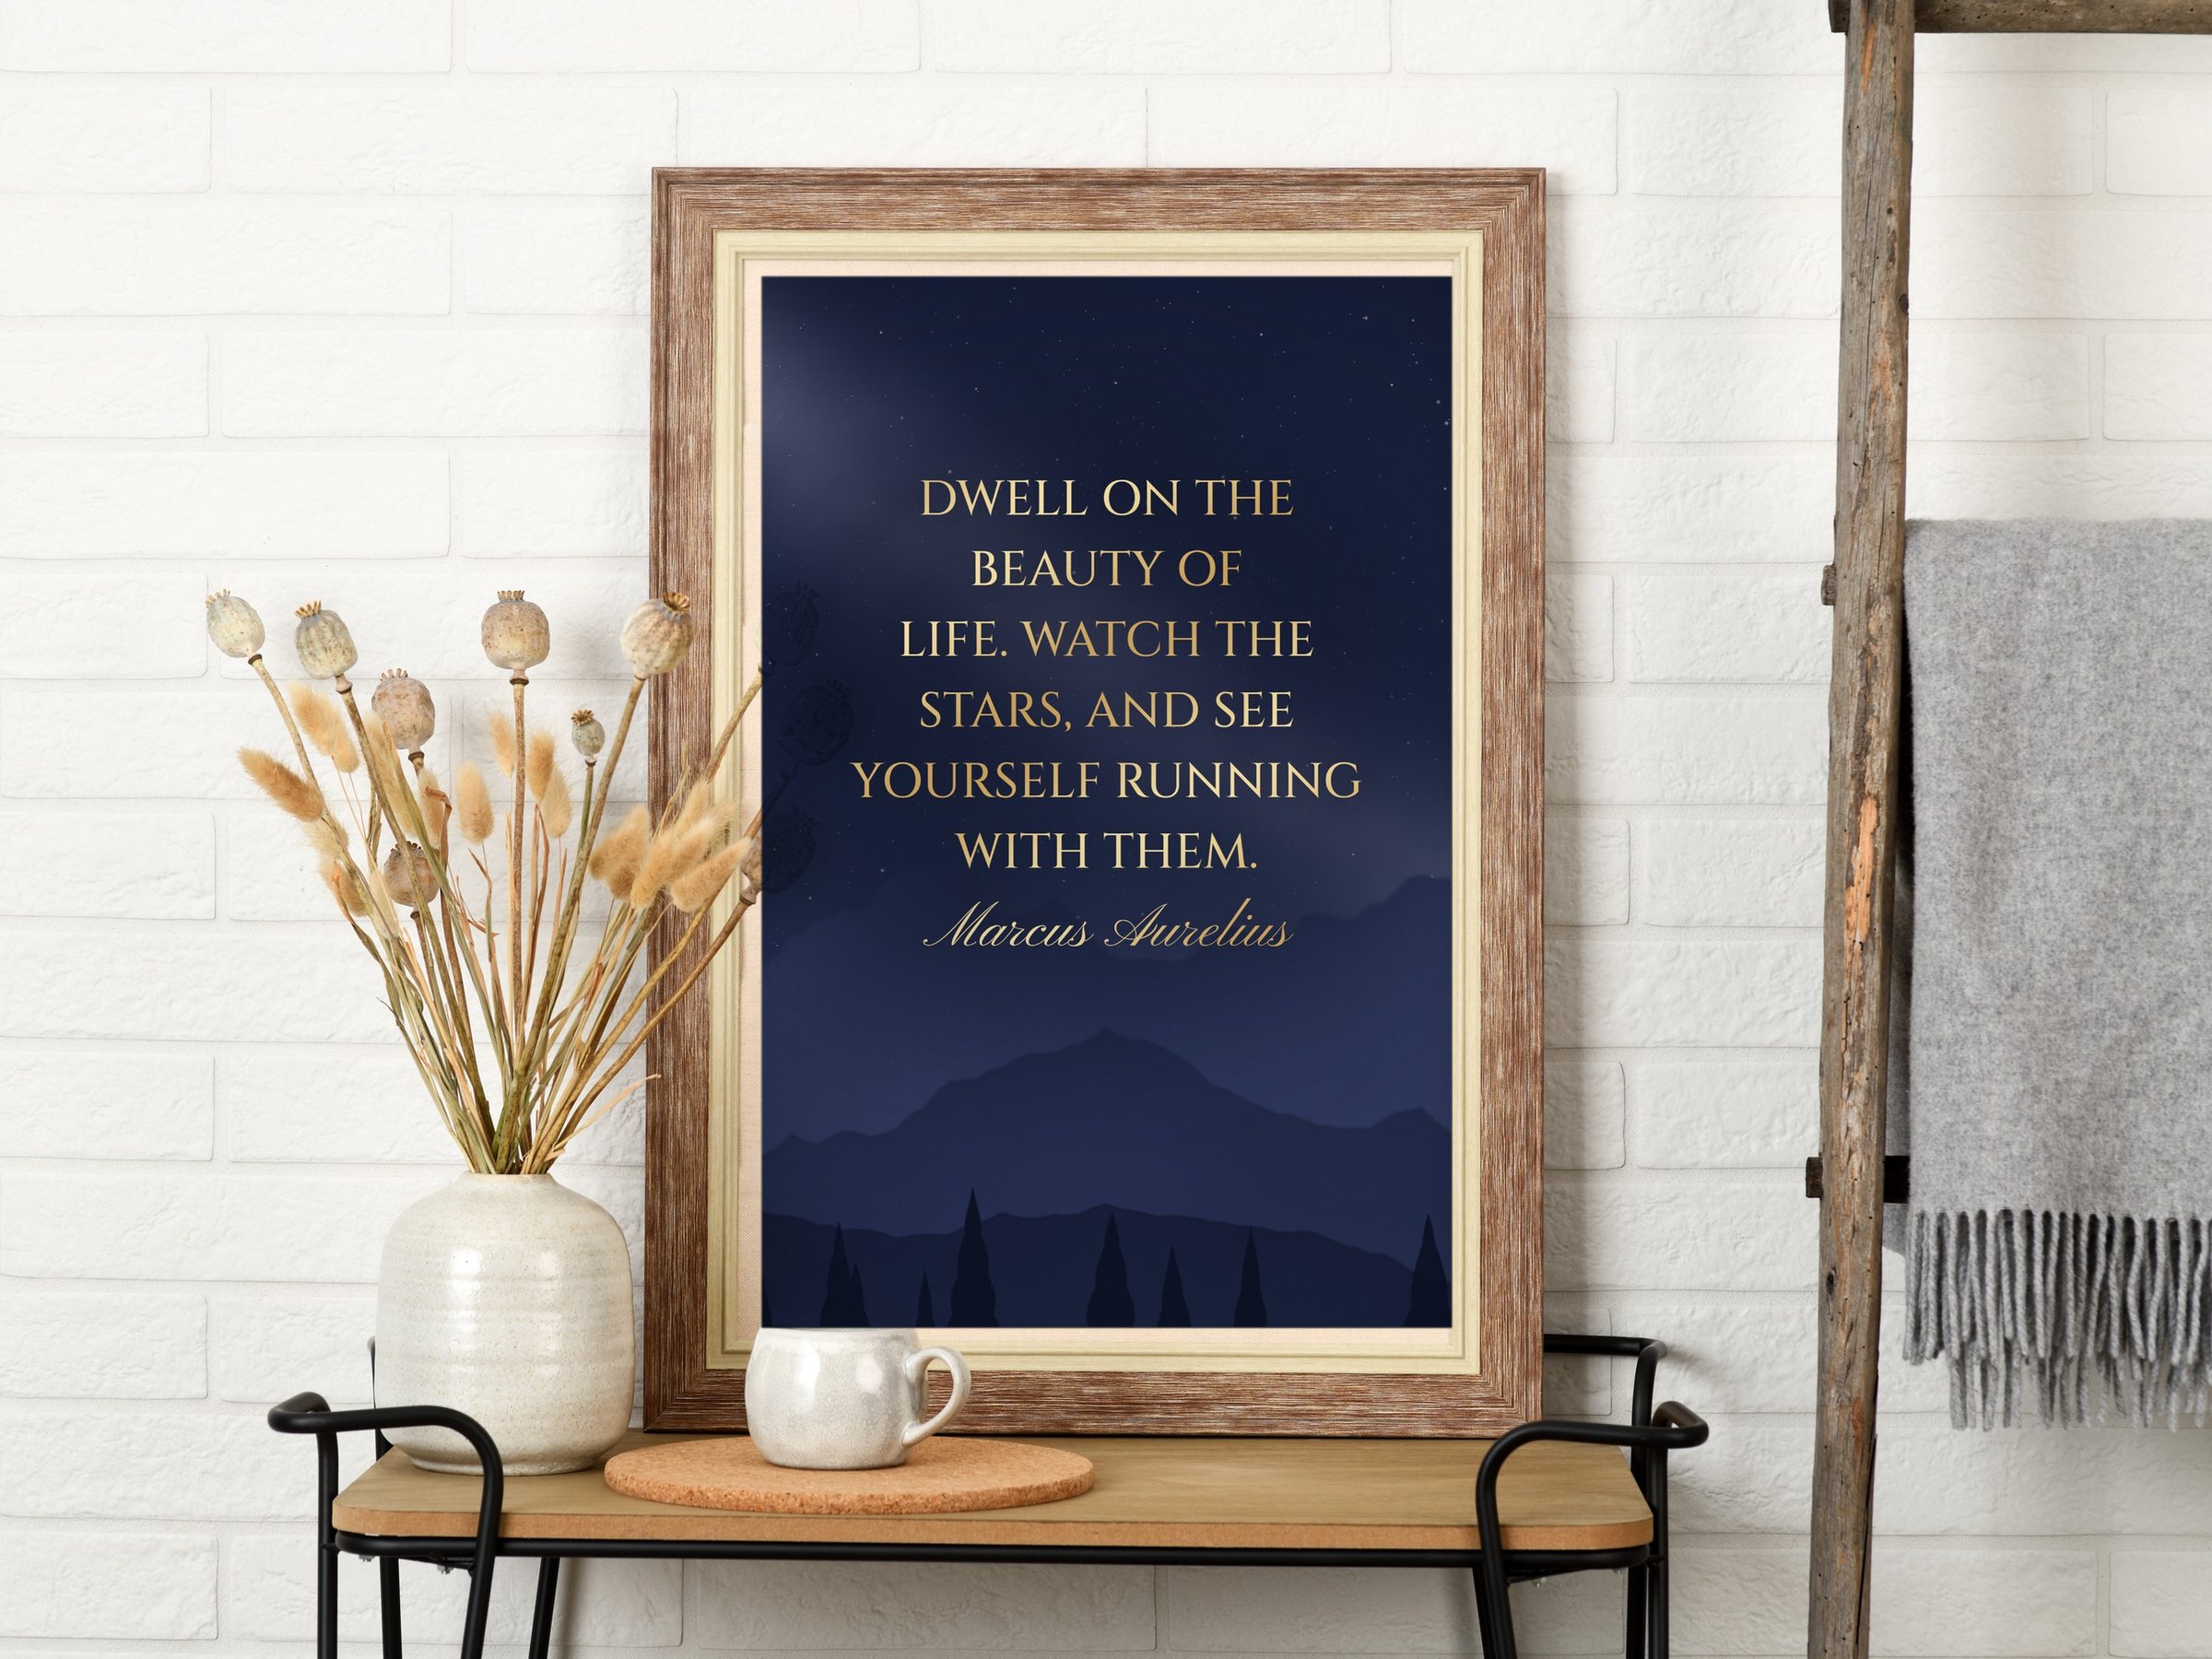 DWELL ON THE
BEAUTY OF
LIFE. WATCH THE
STARS, AND SEE
YOURSELF RUNNING
WITH THEM.
Marcus Aurelius